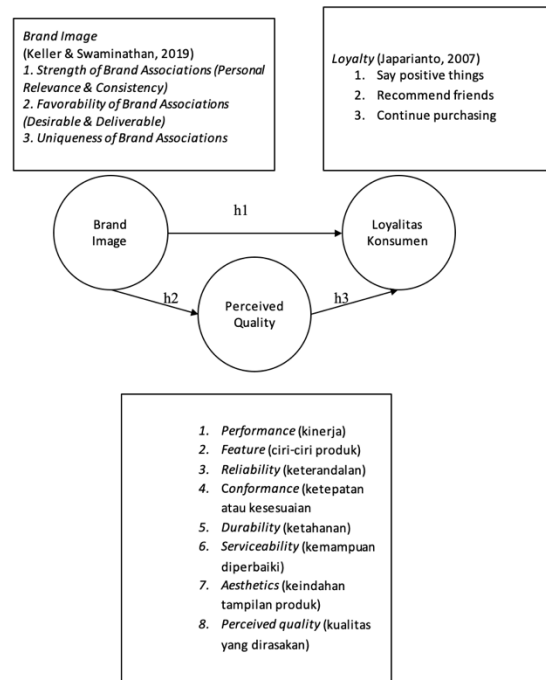 Brand Image
(Keller & Swaminathan, 2019)
1. Strength of Brand Associations (Personal
Relevance & Consistency)
2. Favorability of Brand Associations
(Desirable & Deliverable)
3. Uniqueness of Brand Associations
Loyalty (Japarianto, 2007)
1. Say positive things
2. Recommend friends
3. Continue purchasing
Brand
Image
h1
Loyalitas
Konsumen
h2
Perceived
Quality
h3
1. Performance (kinerja)
2. Feature (ciri-ciri produk)
3. Reliability (keterandalan)
4. Conformance (ketepatan
atau kesesuaian
5. Durability (ketahanan)
6. Serviceability (kemampuan
diperbaiki)
7. Aesthetics (keindahan
tampilan produk)
8. Perceived quality (kualitas
yang dirasakan)